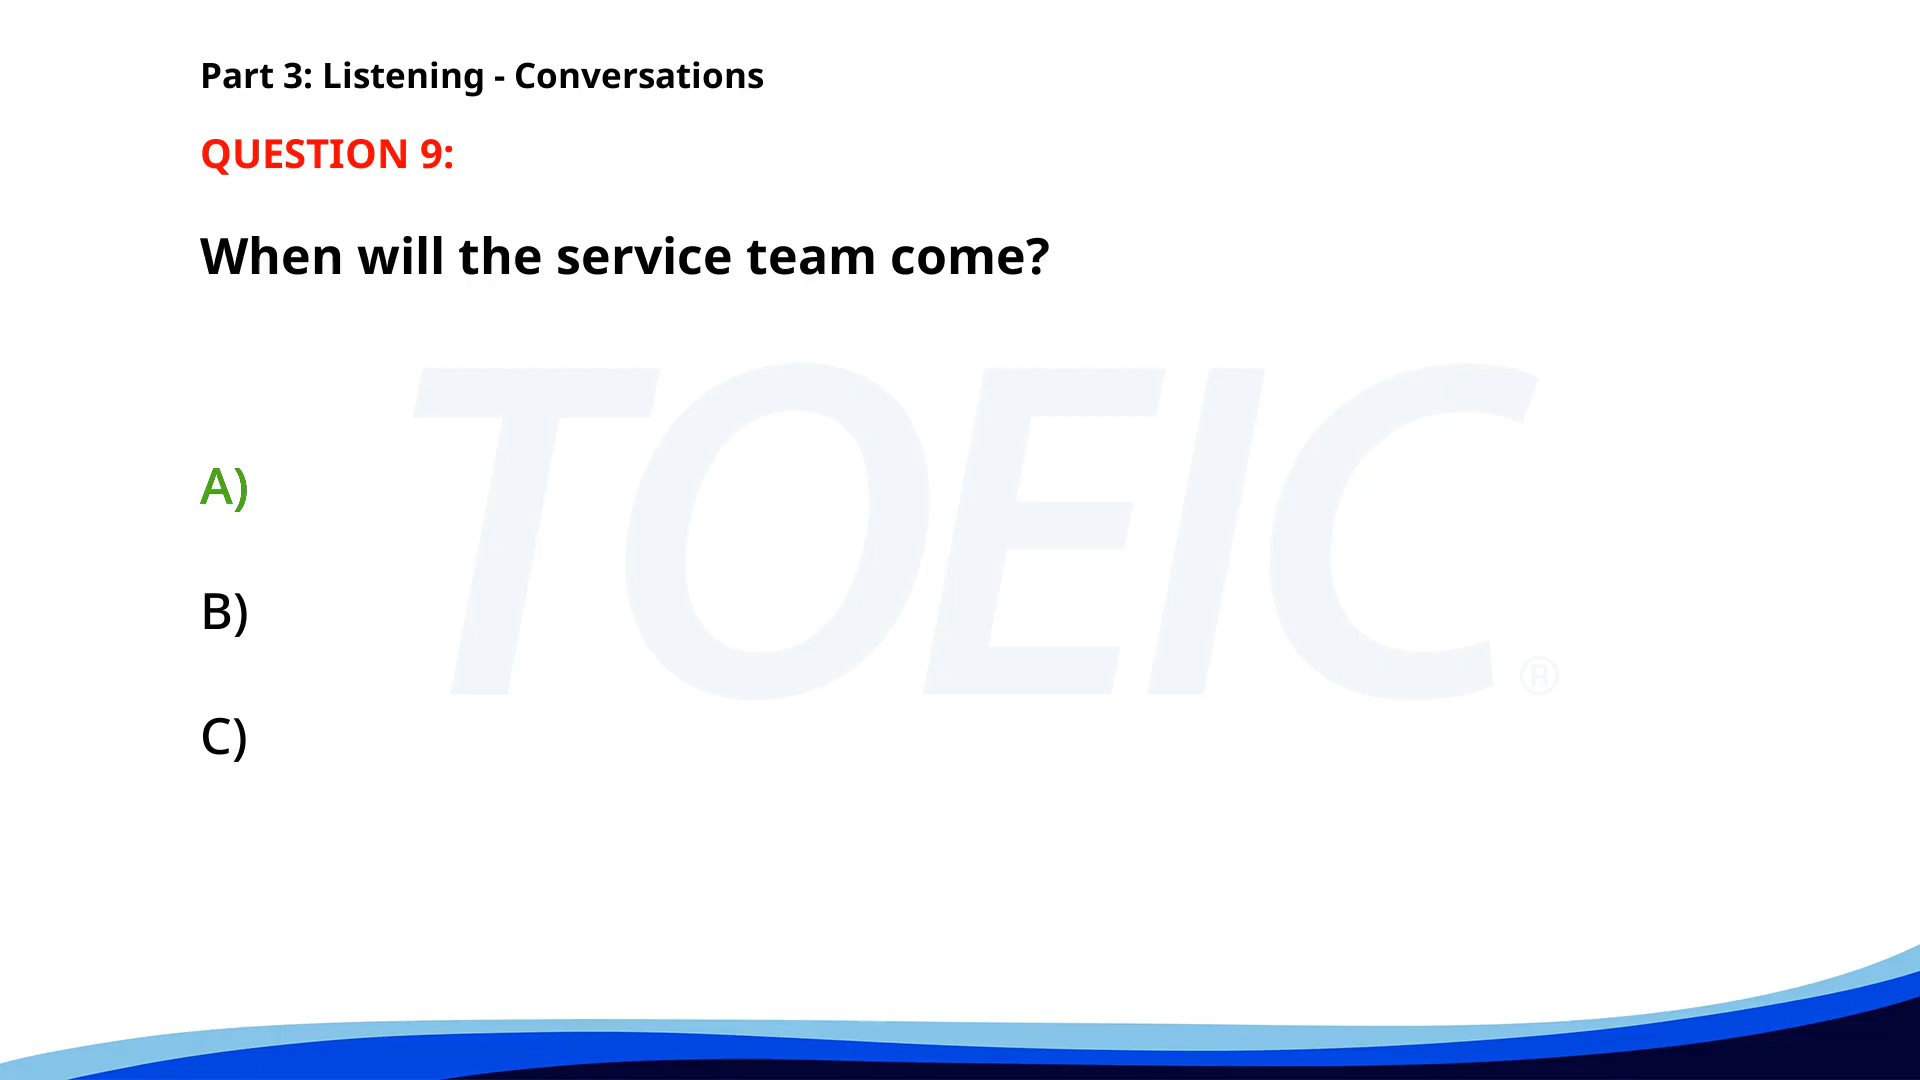 Part 3: Listening - Conversations
QUESTION 9:
When will the service team come?
TOEIC®
A)
B)
C)